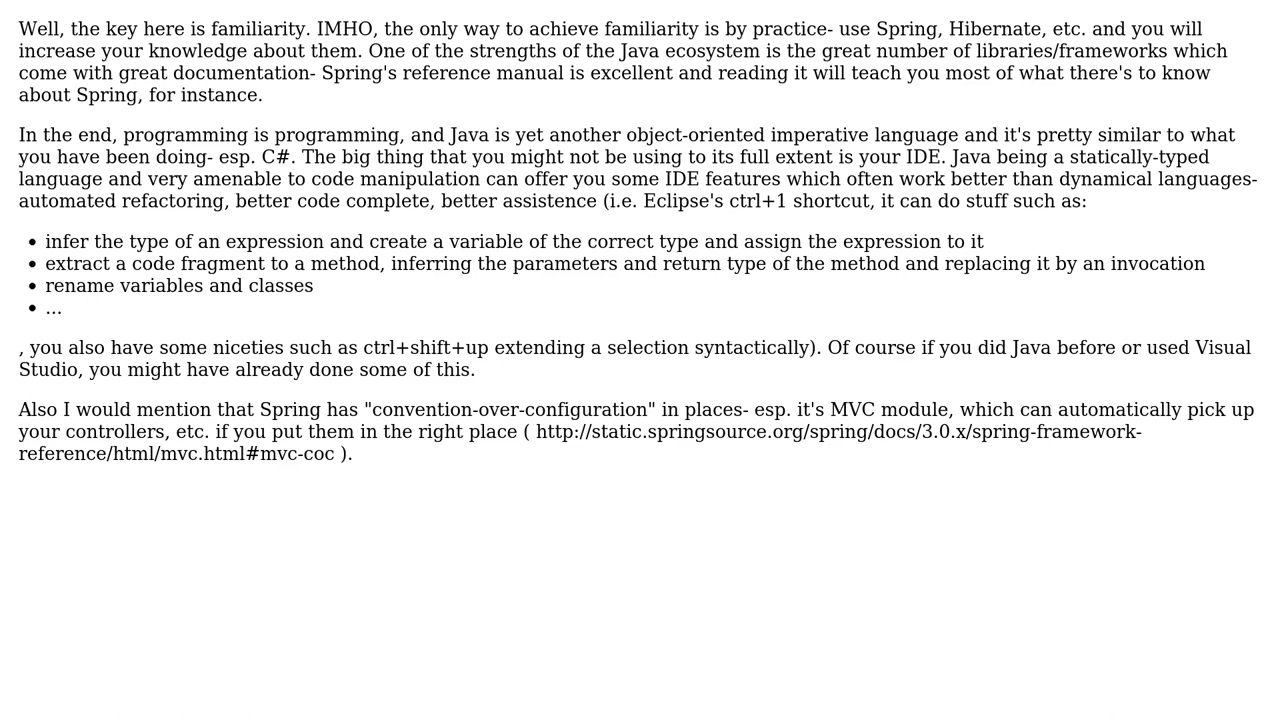 Well, the key here is familiarity. IMHO, the only way to achieve familiarity is by practice- use Spring, Hibernate, etc. and you will
increase your knowledge about them. One of the strengths of the Java ecosystem is the great number of libraries/frameworks which
come with great documentation- Spring's reference manual is excellent and reading it will teach you most of what there's to know
about Spring, for instance.
In the end, programming is programming, and Java is yet another object-oriented imperative language and it's pretty similar to what
you have been doing- esp. C#. The big thing that you might not be using to its full extent is your IDE. Java being a statically-typed
language and very amenable to code manipulation can offer you some IDE features which often work better than dynamical languages-
automated refactoring, better code complete, better assistence (i.e. Eclipse's ctrl+1 shortcut, it can do stuff such as:
• infer the type of an expression and create a variable of the correct type and assign the expression to it
• extract a code fragment to a method, inferring the parameters and return type of the method and replacing it by an invocation
• rename variables and classes
• ...
, you also have some niceties such as ctrl+shift+up extending a selection syntactically). Of course if you did Java before or used Visual
Studio, you might have already done some of this.
Also I would mention that Spring has "convention-over-configuration" in places- esp. it's MVC module, which can automatically pick up
your controllers, etc. if you put them in the right place ( http://static.springsource.org/spring/docs/3.0.x/spring-framework-
reference/html/mvc.html#mvc-coc ).